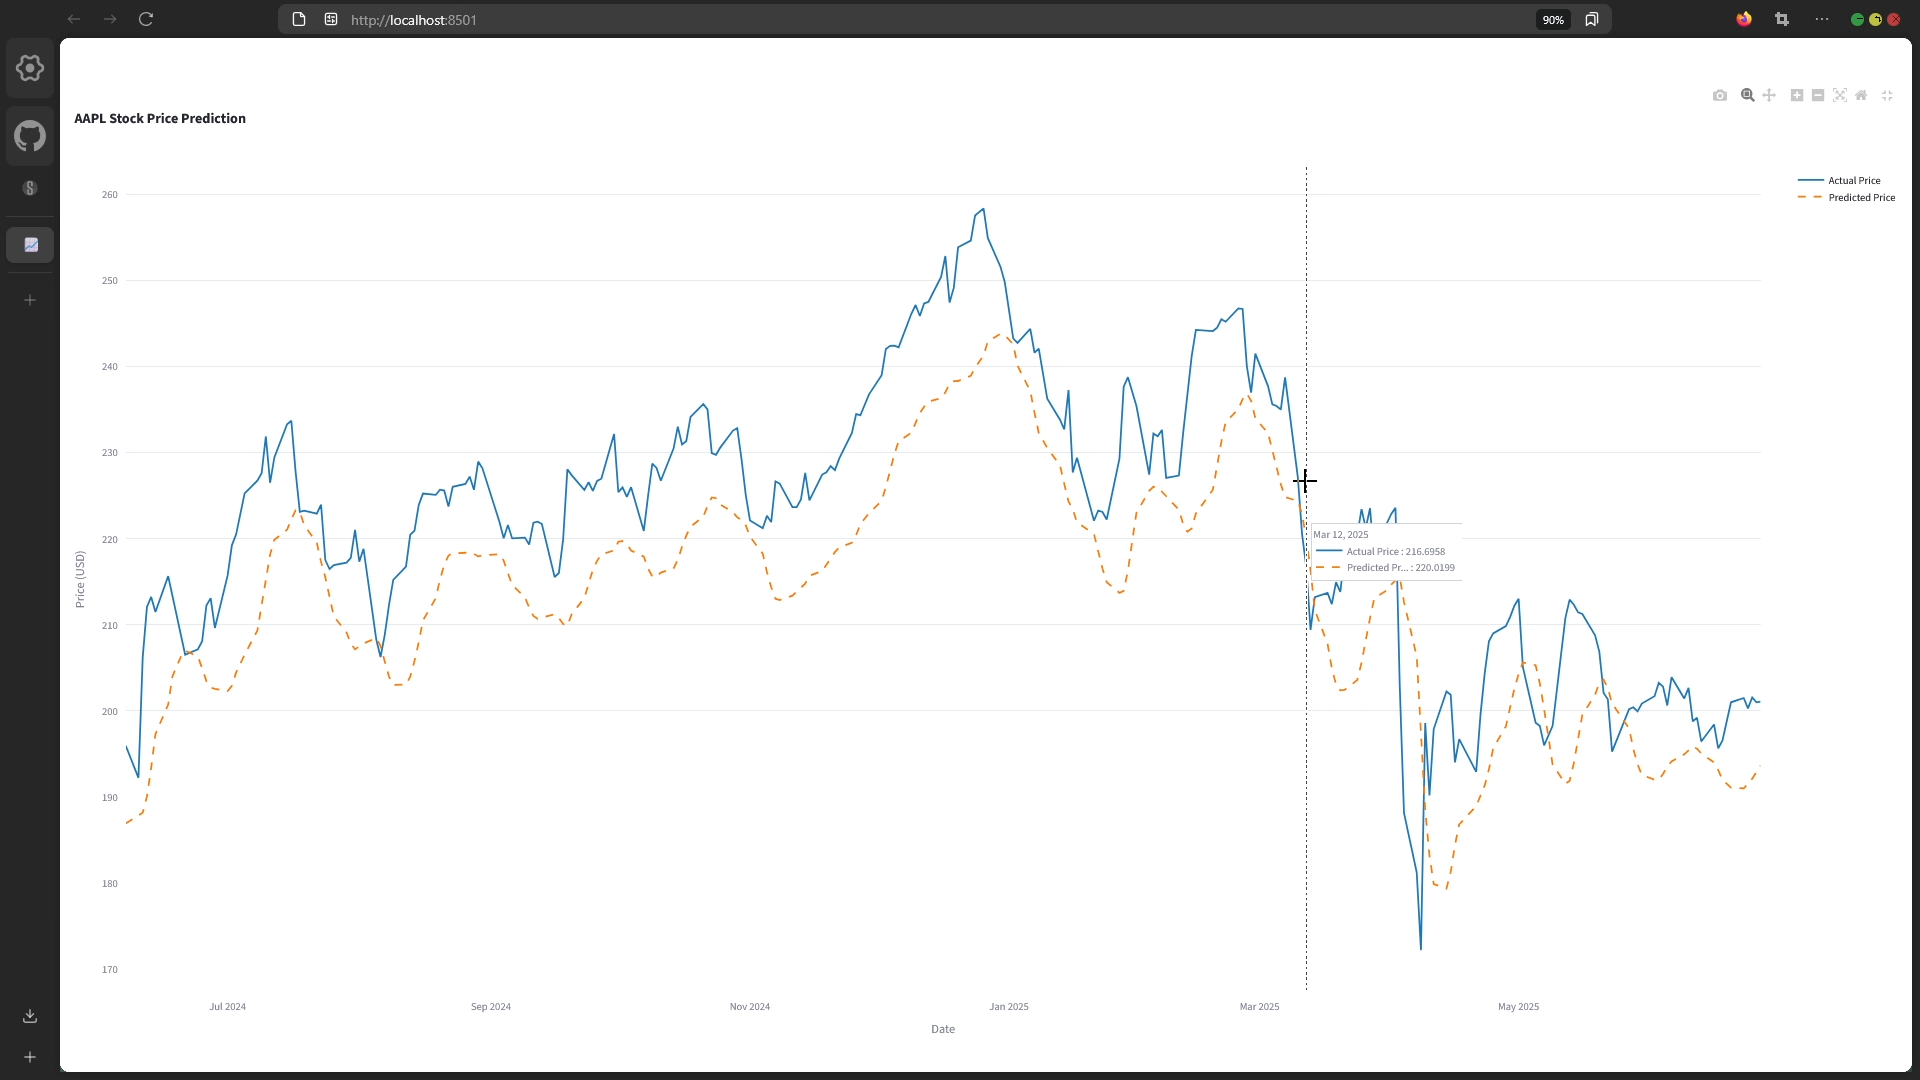 http://localhost:8501
90%
AAPL Stock Price Prediction
Actual Price
Predicted Price
260
250
240
230
220
210
200
190
180
170
Price (USD)
Mar 12, 2025
Actual Price : 216.6958
Predicted Pr... : 220.0199
Jul 2024
Sep 2024
Nov 2024
Jan 2025
Mar 2025
May 2025
Date